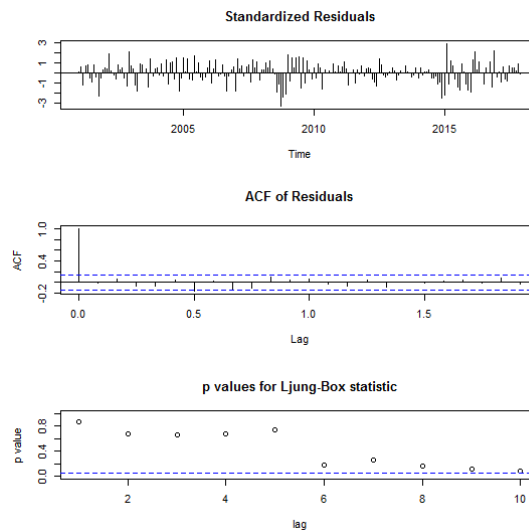 Standardized Residuals
3
1
-1
-3
2005 2010 2015
Time
ACF of Residuals
1.0
0.4
-0.2
ACF
0.0 0.5 1.0 1.5
Lag
p values for Ljung-Box statistic
0.8
0.4
0.0
p value
2 4 6 8 10
lag